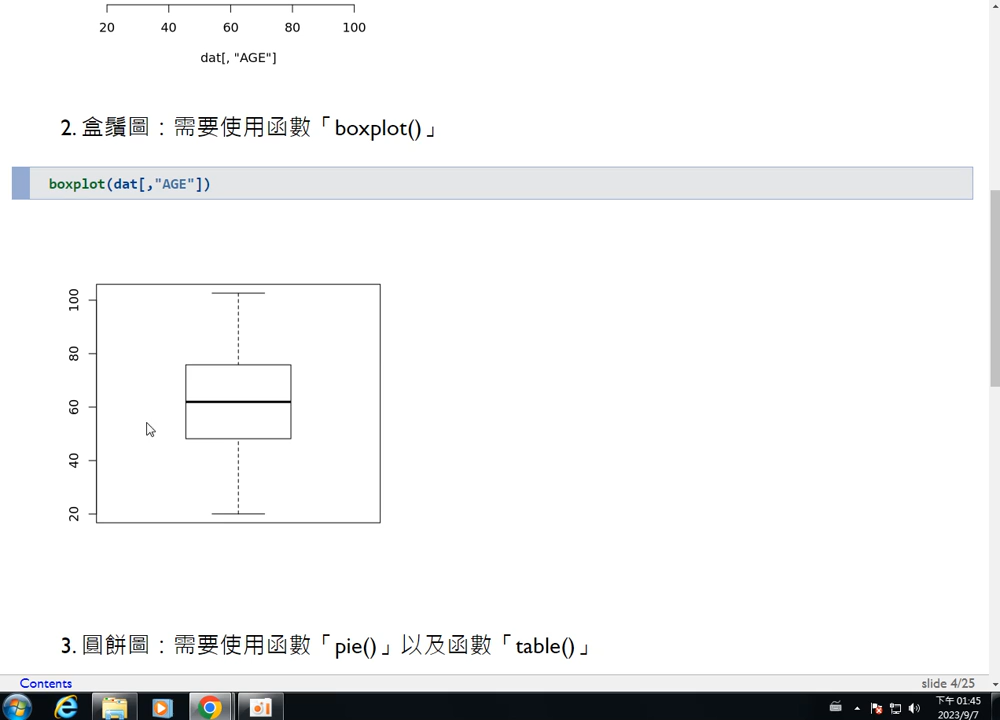 20 40 60 80 100
dat[, "AGE"]
2. 盒鬚圖：需要使用函數「boxplot()」
boxplot(dat[,"AGE"])
100
80
60
40
20
3. 圓餅圖：需要使用函數「pie()」以及函數「table()」
Contents
slide 4/25
下午 01:45
2023/9/7